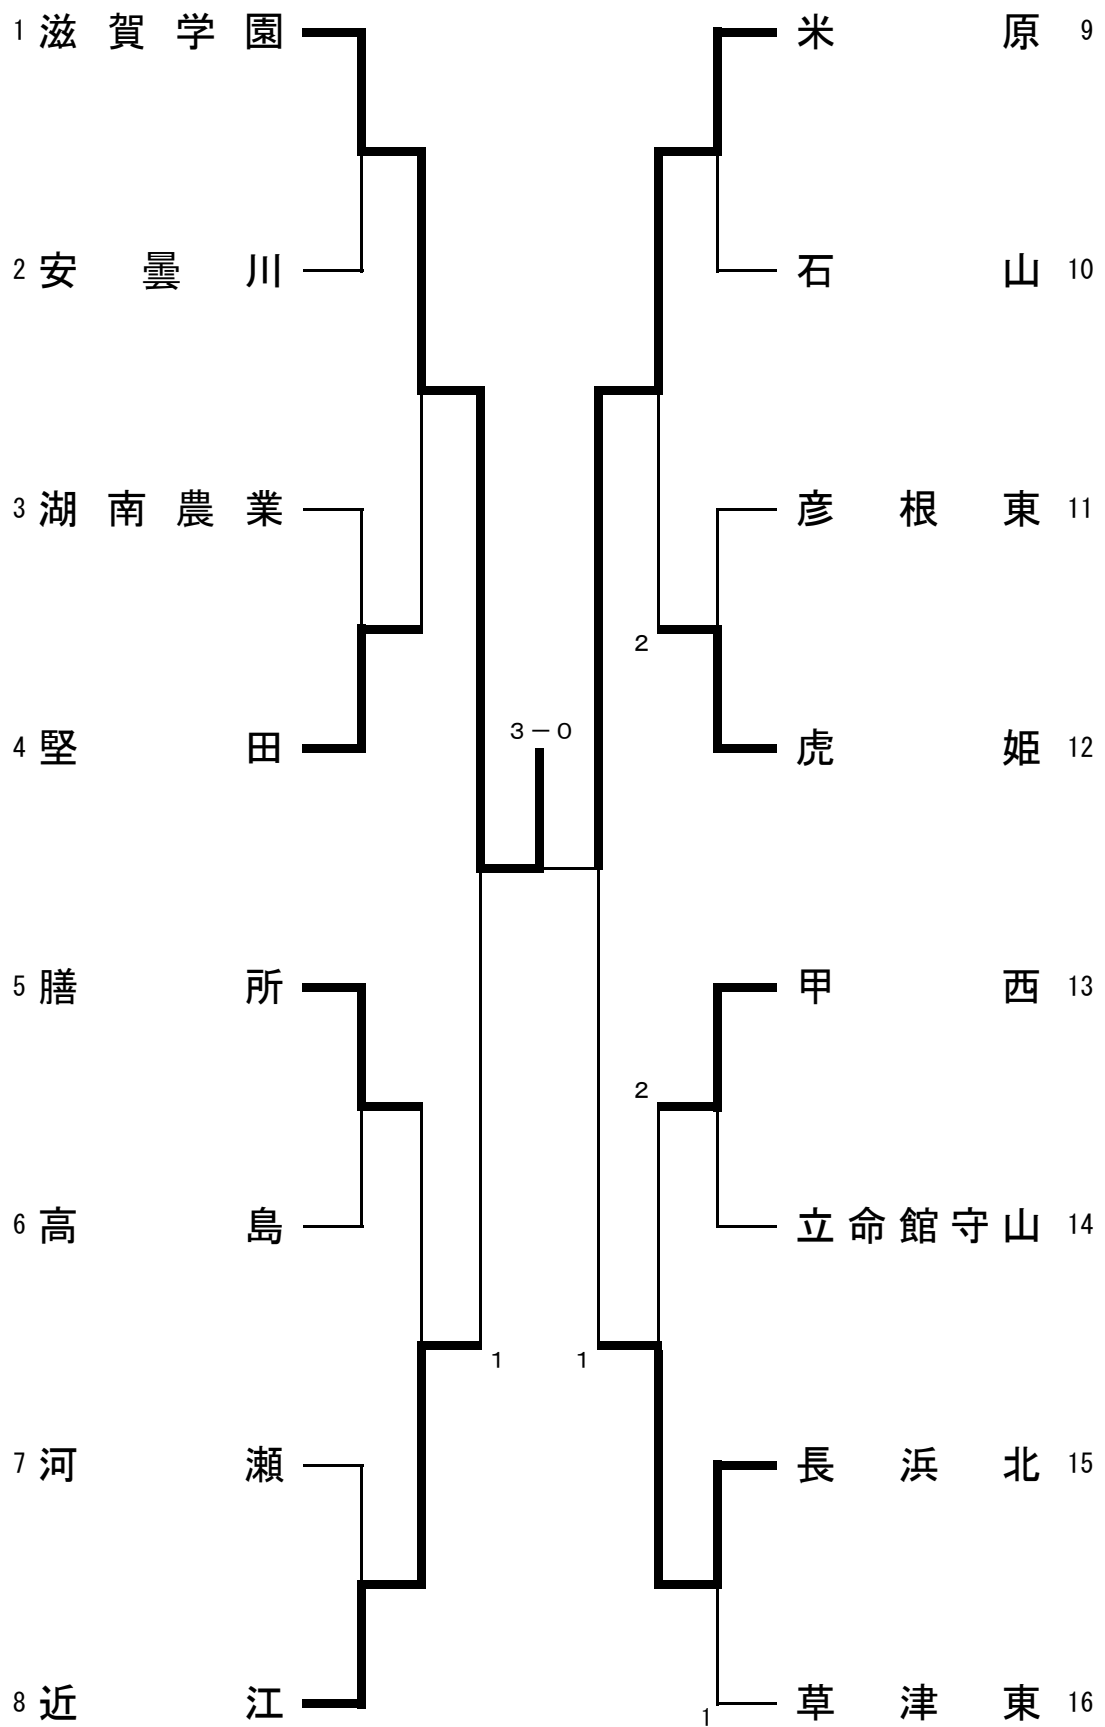 1 滋賀学園
2 安曇川
3 湖南農業
4 堅田
5 膳所
6 高島
7 河瀬
8 近江
3－0
1
1
2
2
1
米原 9
石山 10
彦根東 11
虎姫 12
甲西 13
立命館守山 14
長浜北 15
草津東 16